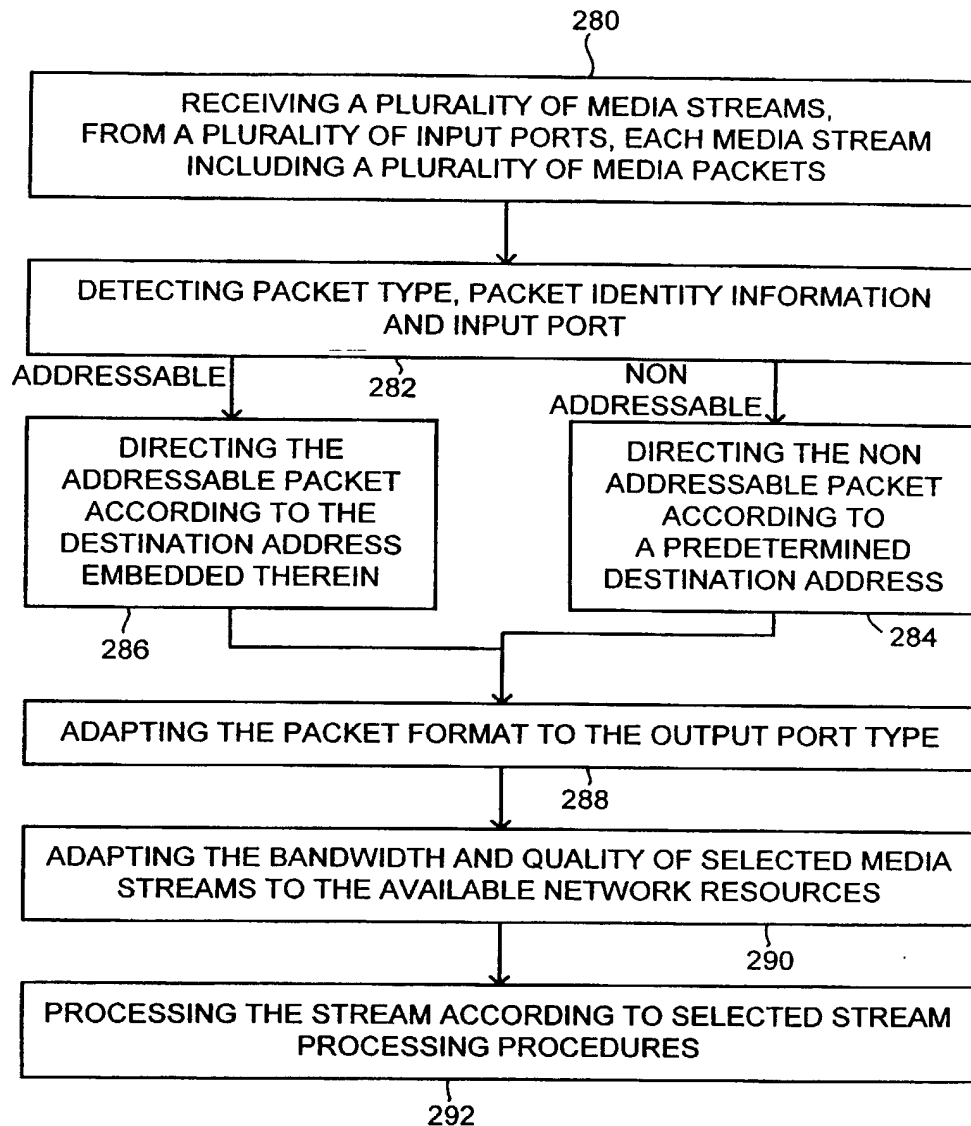 280
RECEIVING A PLURALITY OF MEDIA STREAMS,
FROM A PLURALITY OF INPUT PORTS, EACH MEDIA STREAM
INCLUDING A PLURALITY OF MEDIA PACKETS
DETECTING PACKET TYPE, PACKET IDENTITY INFORMATION
AND INPUT PORT
ADDRESSABLE
282
NON
ADDRESSABLE
DIRECTING THE
ADDRESSABLE PACKET
ACCORDING TO THE
DESTINATION ADDRESS
EMBEDDED THEREIN
DIRECTING THE NON
ADDRESSABLE PACKET
ACCORDING TO
A PREDETERMINED
DESTINATION ADDRESS
286
284
ADAPTING THE PACKET FORMAT TO THE OUTPUT PORT TYPE
288
ADAPTING THE BANDWIDTH AND QUALITY OF SELECTED MEDIA
STREAMS TO THE AVAILABLE NETWORK RESOURCES
290
PROCESSING THE STREAM ACCORDING TO SELECTED STREAM
PROCESSING PROCEDURES
292